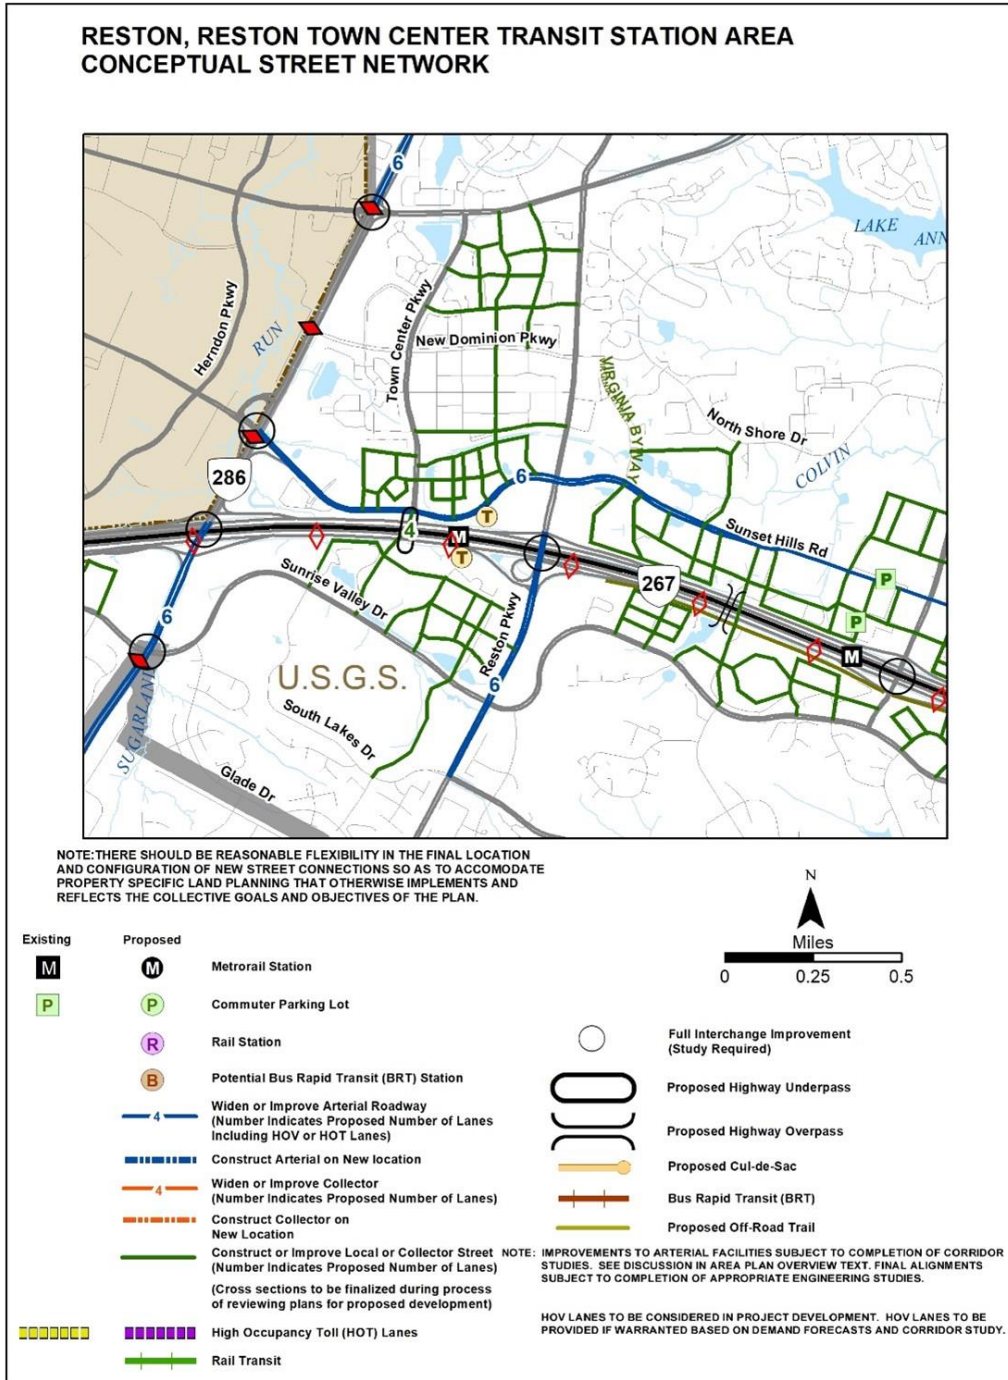 RESTON, RESTON TOWN CENTER TRANSIT STATION AREA
CONCEPTUAL STREET NETWORK
6
LAKE ANN
Herndon Pkwy
RUN
Town Center Pkwy
New Dominion Pkwy
VIRGINIA BYWAY
North Shore Dr
COLVIN
286
6
T
4
M
T
Sunset Hills Rd
Sunrise Valley Dr
267
P
P
6
Reston Pkwy
M
U.S.G.S.
6
SUGARLAND
South Lakes Dr
Glade Dr
NOTE:THERE SHOULD BE REASONABLE FLEXIBILITY IN THE FINAL LOCATION
AND CONFIGURATION OF NEW STREET CONNECTIONS SO AS TO ACCOMODATE
PROPERTY SPECIFIC LAND PLANNING THAT OTHERWISE IMPLEMENTS AND
REFLECTS THE COLLECTIVE GOALS AND OBJECTIVES OF THE PLAN.
N
Miles
0 0.25 0.5
Existing Proposed
M M Metrorail Station
P P Commuter Parking Lot
R Rail Station
B Potential Bus Rapid Transit (BRT) Station
4 Widen or Improve Arterial Roadway
(Number Indicates Proposed Number of Lanes
Including HOV or HOT Lanes)
Construct Arterial on New location
4 Widen or Improve Collector
(Number Indicates Proposed Number of Lanes)
Construct Collector on
New Location
Construct or Improve Local or Collector Street
(Number Indicates Proposed Number of Lanes)
(Cross sections to be finalized during process
of reviewing plans for proposed development)
High Occupancy Toll (HOT) Lanes
Rail Transit
Full Interchange Improvement
(Study Required)
Proposed Highway Underpass
Proposed Highway Overpass
Proposed Cul-de-Sac
Bus Rapid Transit (BRT)
Proposed Off-Road Trail
NOTE: IMPROVEMENTS TO ARTERIAL FACILITIES SUBJECT TO COMPLETION OF CORRIDOR
STUDIES. SEE DISCUSSION IN AREA PLAN OVERVIEW TEXT. FINAL ALIGNMENTS
SUBJECT TO COMPLETION OF APPROPRIATE ENGINEERING STUDIES.
HOV LANES TO BE CONSIDERED IN PROJECT DEVELOPMENT. HOV LANES TO BE
PROVIDED IF WARRANTED BASED ON DEMAND FORECASTS AND CORRIDOR STUDY.